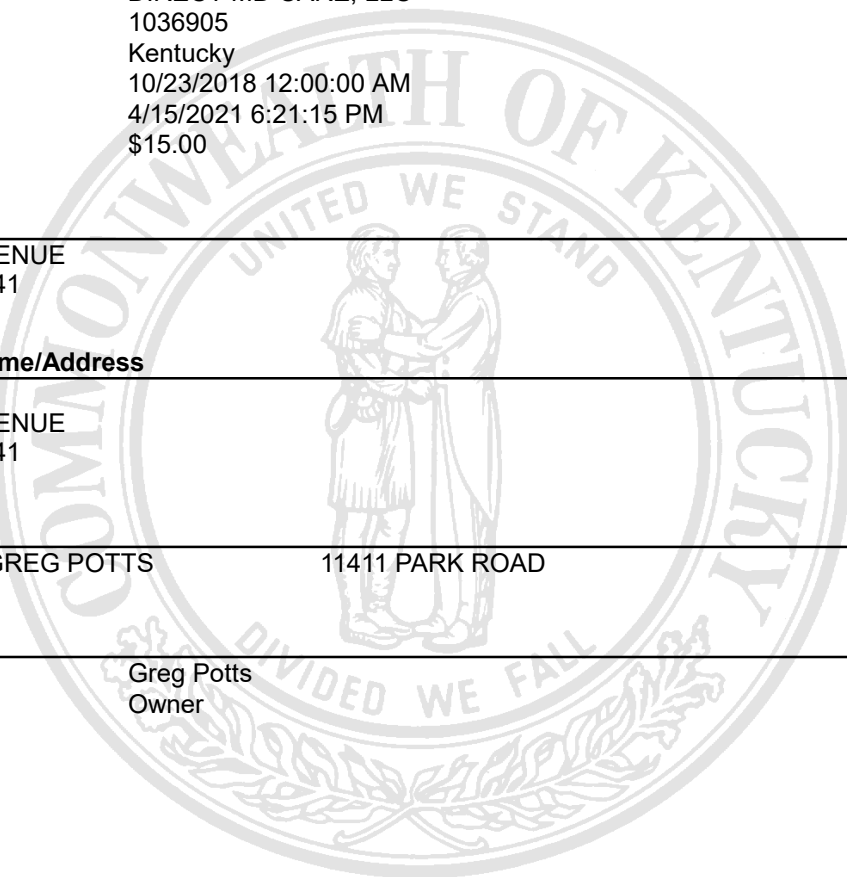 1036905
Kentucky
10/23/2018 12:00:00 AM
4/15/2021 6:21:15 PM
$15.00
COMMONWEALTH OF KENTUCKY
UNITED WE STAND
ENUE
41
me/Address
ENUE
41
GREG POTTS 11411 PARK ROAD
DIVIDED WE FALL
Greg Potts
Owner